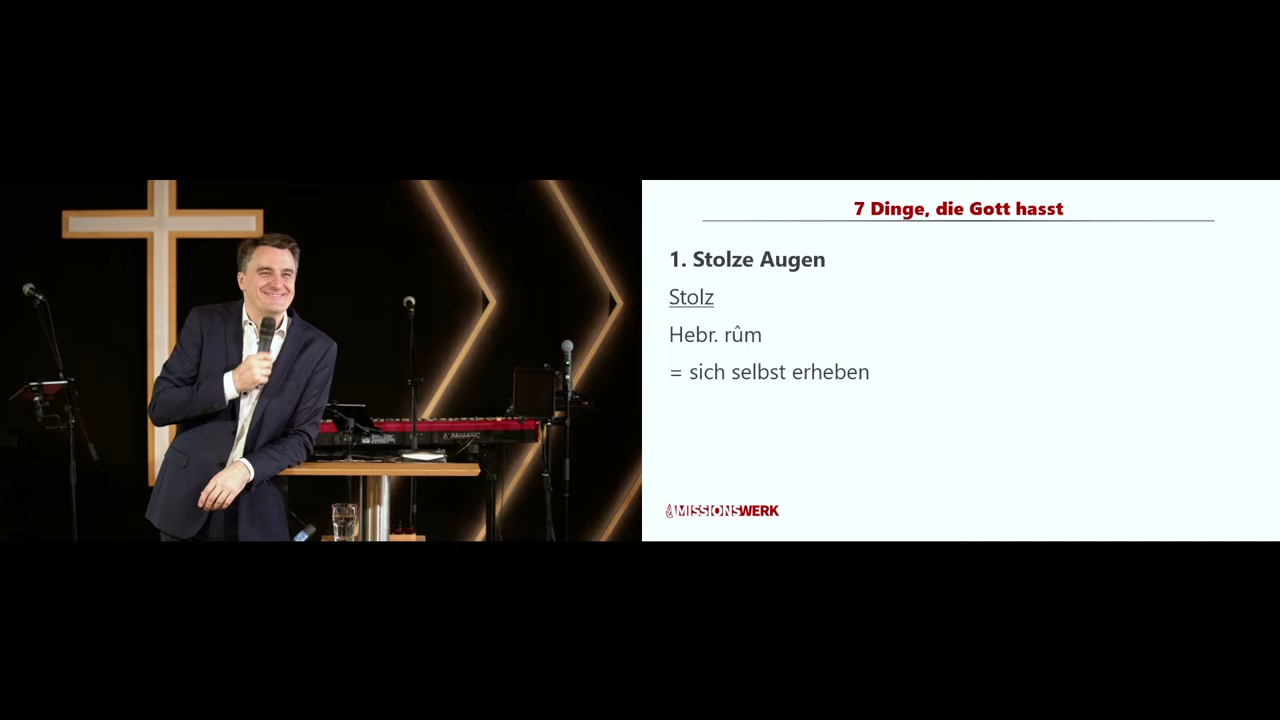 7 Dinge, die Gott hasst
1. Stolze Augen
Stolz
Hebr. rûm
= sich selbst erheben
MISSIONSWERK